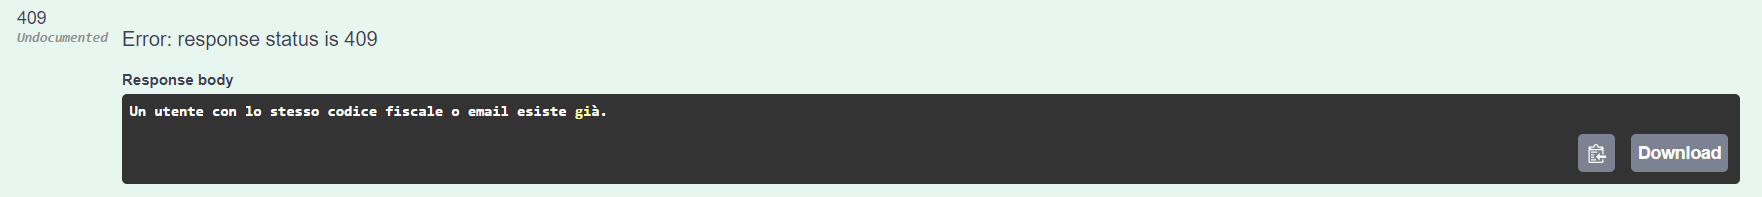 409
Undocumented
Error: response status is 409
Response body
Un utente con lo stesso codice fiscale o email esiste già.
Download